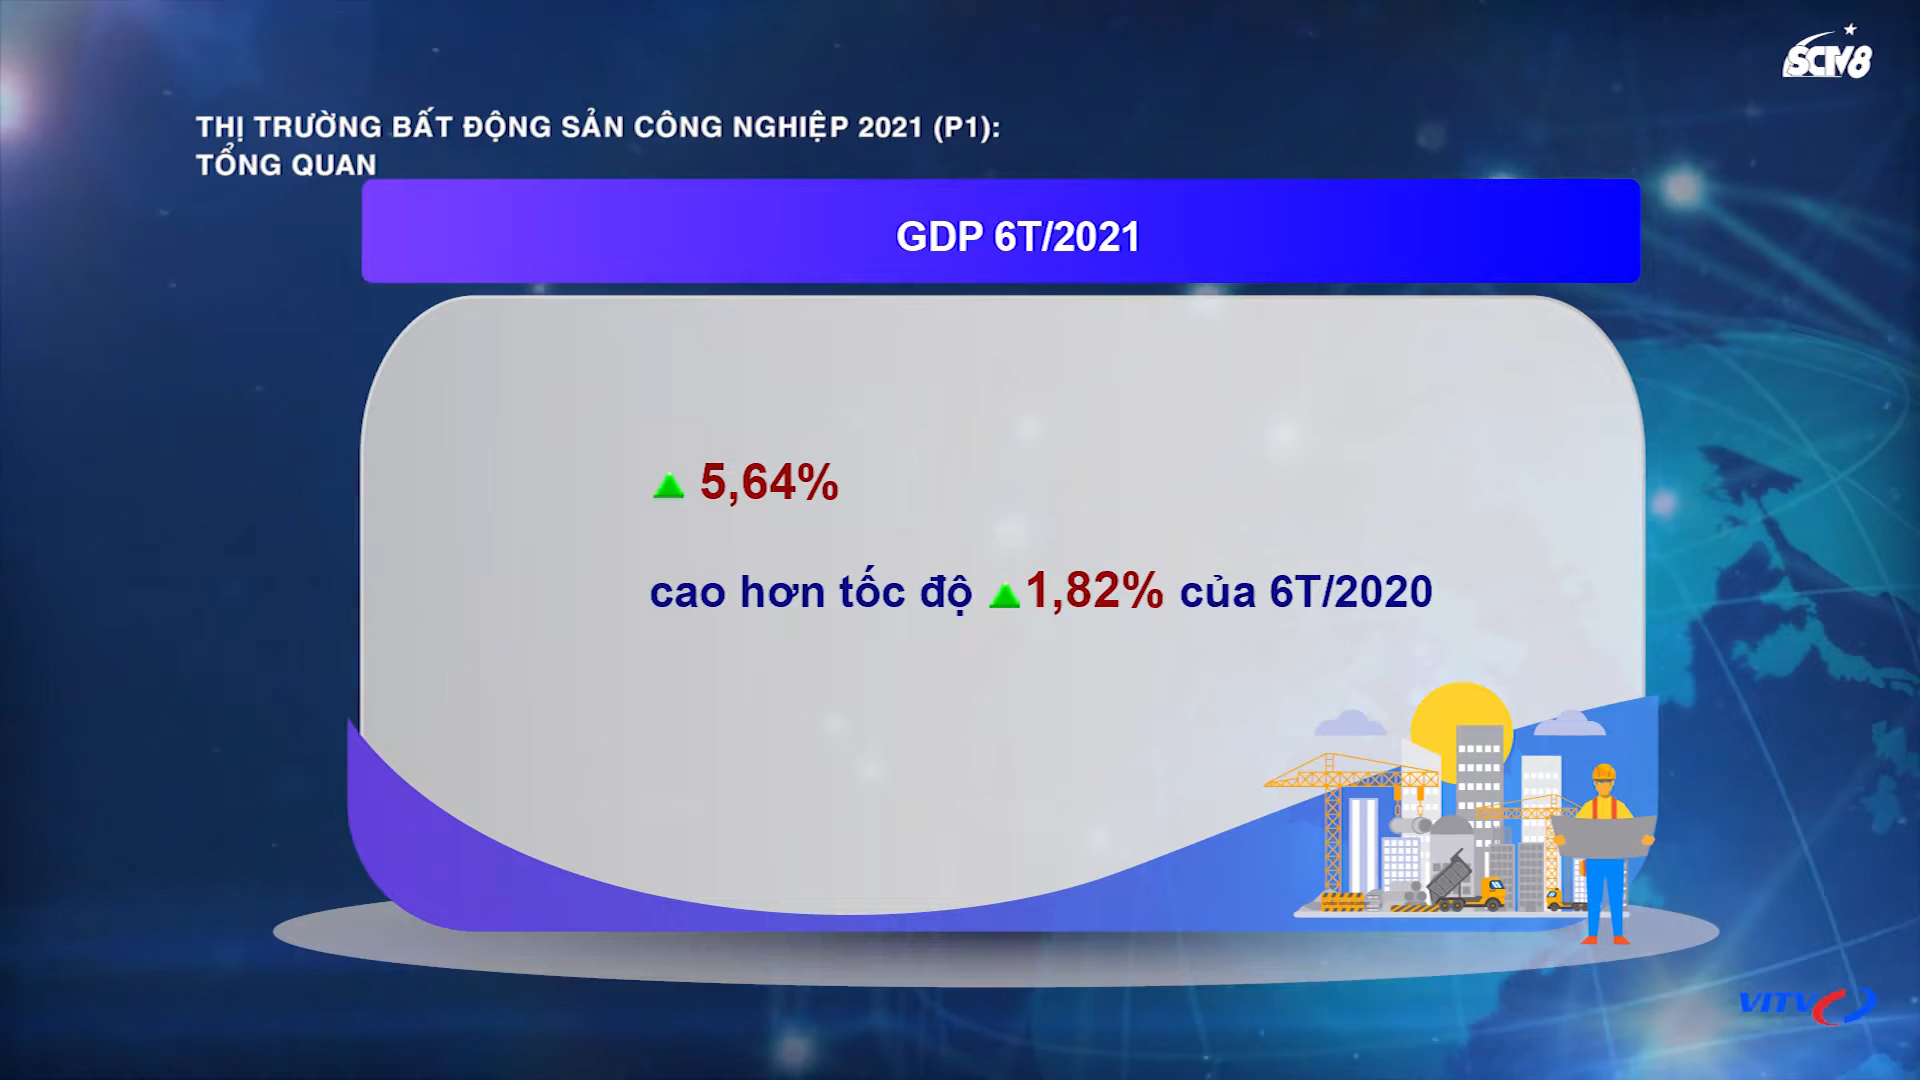 SCTV8
THỊ TRƯỜNG BẤT ĐỘNG SẢN CÔNG NGHIỆP 2021 (P1):
TỔNG QUAN
GDP 6T/2021
5,64%
cao hơn tốc độ 1,82% của 6T/2020
VITV